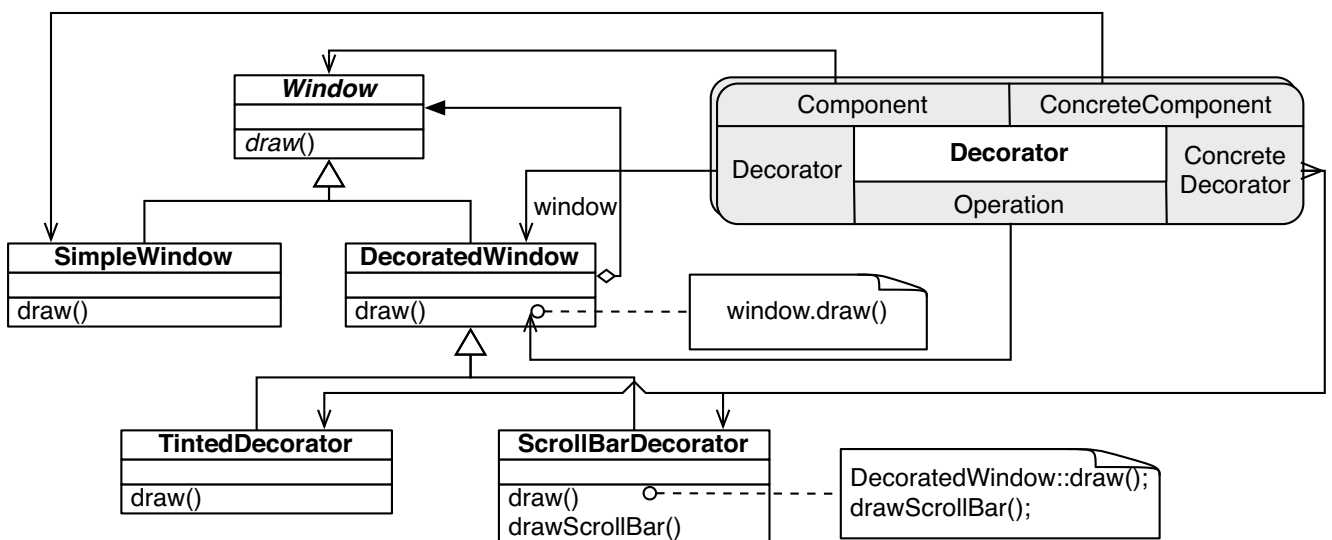 Window
draw()
Component
ConcreteComponent
Decorator
Decorator
Concrete
Decorator
Operation
window
SimpleWindow
draw()
DecoratedWindow
draw()
window.draw()
TintedDecorator
draw()
ScrollBarDecorator
draw()
drawScrollBar()
DecoratedWindow::draw();
drawScrollBar();